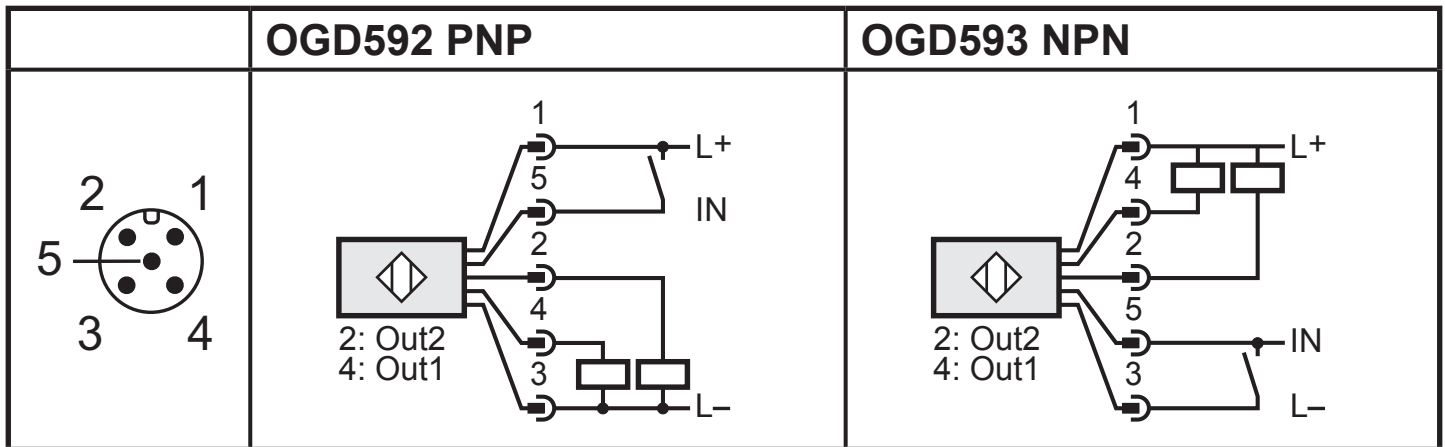 OGD592 PNP
OGD593 NPN
2 1
5
3 4
1
L+
5
IN
2
4
3
L–
2: Out2
4: Out1
1
L+
4
2
5
IN
3
L–
2: Out2
4: Out1